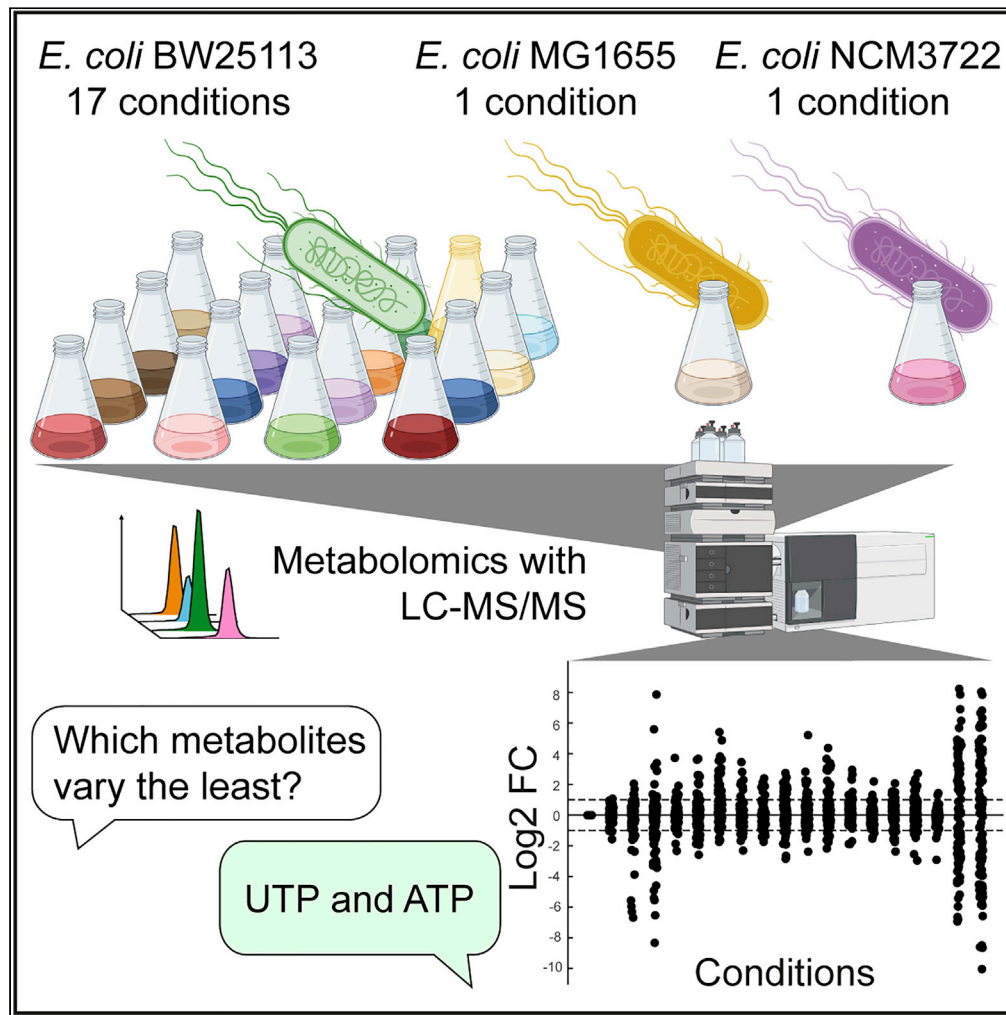 E. coli BW25113
17 conditions
E. coli MG1655
1 condition
E. coli NCM3722
1 condition
Metabolomics with
LC-MS/MS
Which metabolites
vary the least?
UTP and ATP
Log2 FC
8
6
4
2
0
-2
-4
-6
-8
-10
Conditions